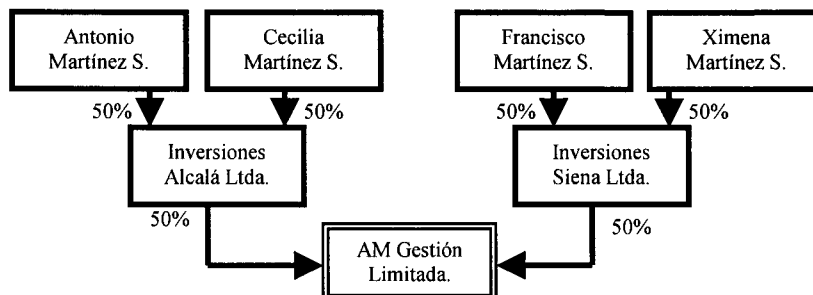 Antonio
Martínez S.
Cecilia
Martínez S.
Francisco
Martínez S.
Ximena
Martínez S.
50%
50%
50%
50%
Inversiones
Alcalá Ltda.
Inversiones
Siena Ltda.
50%
50%
AM Gestión
Limitada.